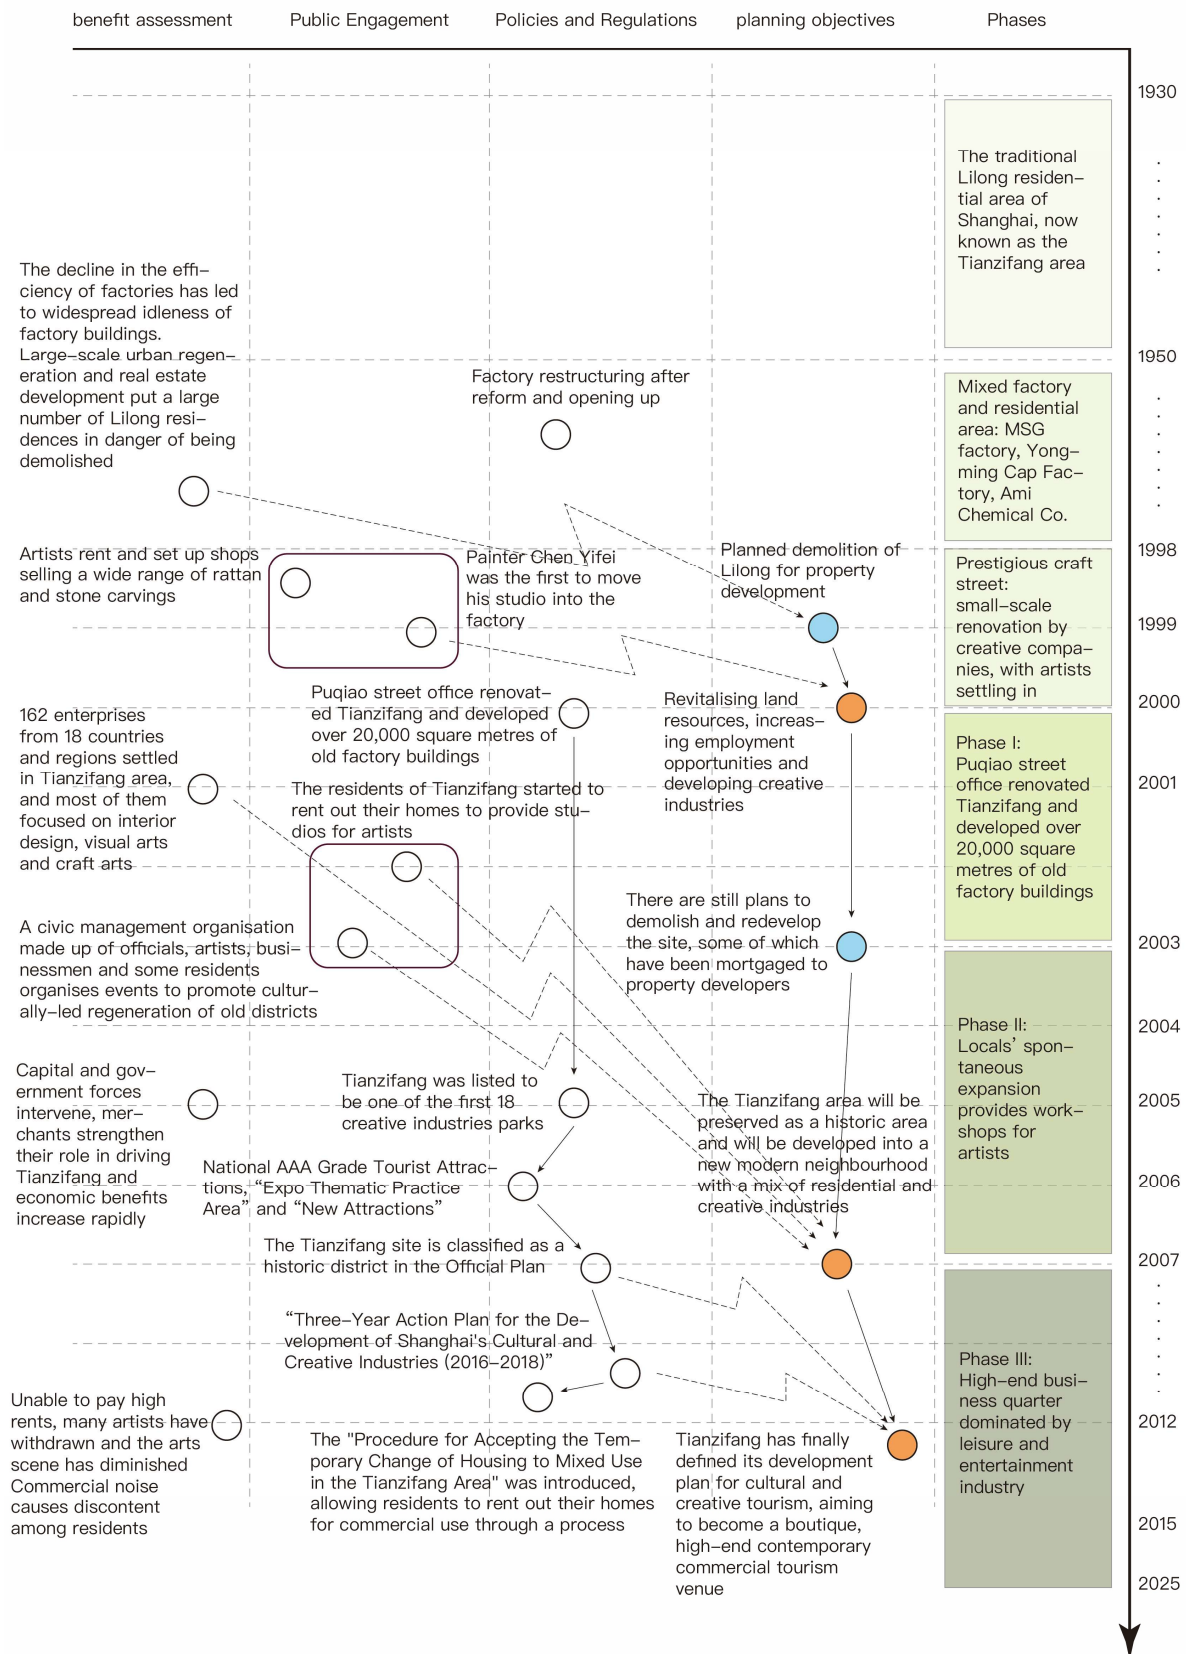 benefit assessment
Public Engagement
Policies and Regulations
planning objectives
Phases
1930
The traditional
Lilong residen–
tial area of
Shanghai, now
known as the
Tianzifang area
The decline in the effi–
ciency of factories has led
to widespread idleness of
factory buildings.
Large–scale urban regen–
eration and real estate
development put a large
number of Lilong resi–
dences in danger of being
demolished
1950
Factory restructuring after
reform and opening up
Mixed factory
and residential
area: MSG
factory, Yong–
ming Cap Fac–
tory, Ami
Chemical Co.
Artists rent and set up shops
selling a wide range of rattan
and stone carvings
Painter Chen Yifei
was the first to move
his studio into the
factory
Planned demolition of
Lilong for property
development
1998
Prestigious craft
street:
small–scale
renovation by
creative compa–
nies, with artists
settling in
1999
Puqiao street office renovat–
ed Tianzifang and developed
over 20,000 square metres of
old factory buildings
Revitalising land
resources, increas–
ing employment
opportunities and
developing creative
industries
2000
162 enterprises
from 18 countries
and regions settled
in Tianzifang area,
and most of them
focused on interior
design, visual arts
and craft arts
The residents of Tianzifang started to
rent out their homes to provide stu–
dios for artists
Phase I:
Puqiao street
office renovated
Tianzifang and
developed over
20,000 square
metres of old
factory buildings
2001
A civic management organisation
made up of officials, artists, busi–
nessmen and some residents
organises events to promote cultur–
ally–led regeneration of old districts
There are still plans to
demolish and redevelop
the site, some of which
have been mortgaged to
property developers
2003
2004
Phase II:
Locals’ spon–
taneous
expansion
provides work–
shops for
artists
Capital and gov–
ernment forces
intervene, mer–
chants strengthen
their role in driving
Tianzifang and
economic benefits
increase rapidly
Tianzifang was listed to
be one of the first 18
creative industries parks
The Tianzifang area will be
preserved as a historic area
and will be developed into a
new modern neighbourhood
with a mix of residential and
creative industries
2005
National AAA Grade Tourist Attrac–
tions, “Expo Thematic Practice
Area” and “New Attractions”
2006
The Tianzifang site is classified as a
historic district in the Official Plan
2007
“Three–Year Action Plan for the De–
velopment of Shanghai's Cultural and
Creative Industries (2016–2018)”
Phase III:
High–end busi–
ness quarter
dominated by
leisure and
entertainment
industry
Unable to pay high
rents, many artists have
withdrawn and the arts
scene has diminished
Commercial noise
causes discontent
among residents
2012
The "Procedure for Accepting the Tem–
porary Change of Housing to Mixed Use
in the Tianzifang Area" was introduced,
allowing residents to rent out their homes
for commercial use through a process
Tianzifang has finally
defined its development
plan for cultural and
creative tourism, aiming
to become a boutique,
high–end contemporary
commercial tourism
venue
2015
2025